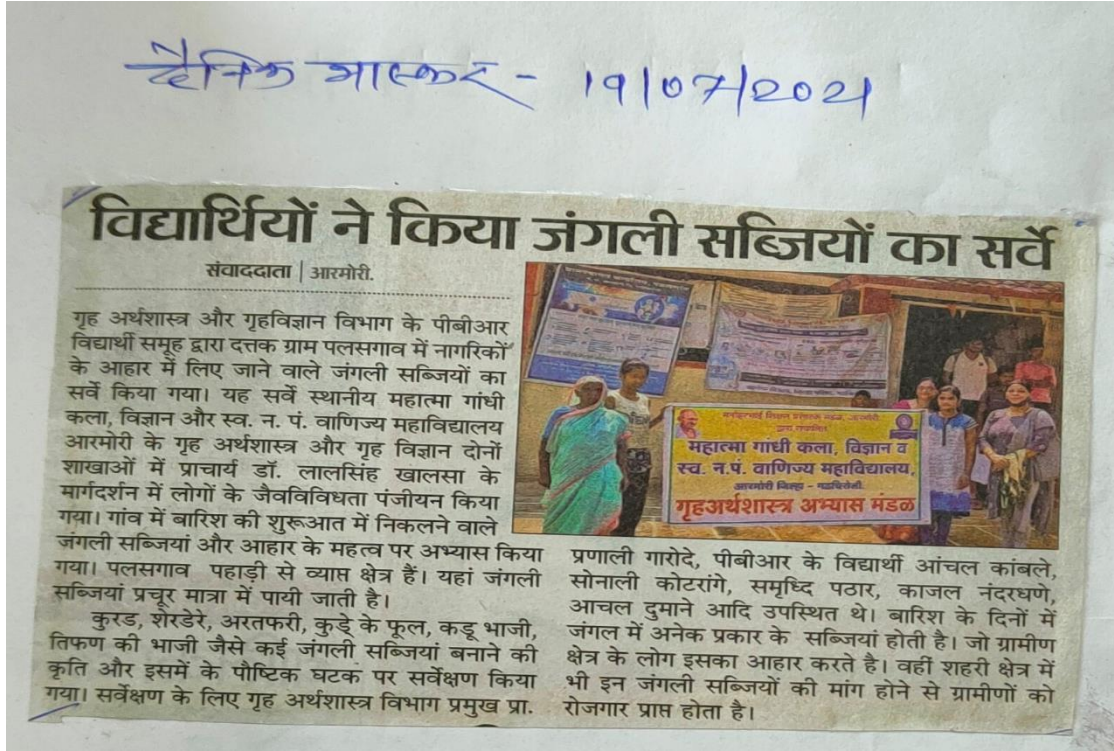 दैनिक भास्कर - 19/07/2021
विद्यार्थियों ने किया जंगली सब्जियों का सर्वे
संवाददाता | आरमोरी.
गृह अर्थशास्त्र और गृहविज्ञान विभाग के पीबीआर
विद्यार्थी समूह द्वारा दत्तक ग्राम पलसगाव में नागरिकों
के आहार में लिए जाने वाले जंगली सब्जियों का
सर्वे किया गया। यह सर्वे स्थानीय महात्मा गांधी
कला, विज्ञान और स्व. न. पं. वाणिज्य महाविद्यालय
आरमोरी के गृह अर्थशास्त्र और गृह विज्ञान दोनों
शाखाओं में प्राचार्य डॉ. लालसिंह खालसा के
मार्गदर्शन में लोगों के जैवविविधता पंजीयन किया
गया। गांव में बारिश की शुरूआत में निकलने वाले
जंगली सब्जियां और आहार के महत्व पर अभ्यास किया
गया। पलसगाव पहाड़ी से व्याप्त क्षेत्र हैं। यहां जंगली
सब्जियां प्रचूर मात्रा में पायी जाती है।
कुरड, शेरडेरे, अरतफरी, कुड़े के फूल, कडू भाजी,
तिफण की भाजी जैसे कई जंगली सब्जियां बनाने की
कृति और इसमें के पौष्टिक घटक पर सर्वेक्षण किया
गया। सर्वेक्षण के लिए गृह अर्थशास्त्र विभाग प्रमुख प्रा.
महात्मा गांधी कला, विज्ञान व
स्व. न.पं. वाणिज्य महाविद्यालय,
आरमोरी जिल्हा - गडचिरोली.
गृहअर्थशास्त्र अभ्यास मंडळ
प्रणाली गारोदे, पीबीआर के विद्यार्थी आंचल कांबले,
सोनाली कोटरांगे, समृध्दि पठार, काजल नंदरधणे,
आचल दुमाने आदि उपस्थित थे। बारिश के दिनों में
जंगल में अनेक प्रकार के सब्जियां होती है। जो ग्रामीण
क्षेत्र के लोग इसका आहार करते है। वहीं शहरी क्षेत्र में
भी इन जंगली सब्जियों की मांग होने से ग्रामीणों को
रोजगार प्राप्त होता है।